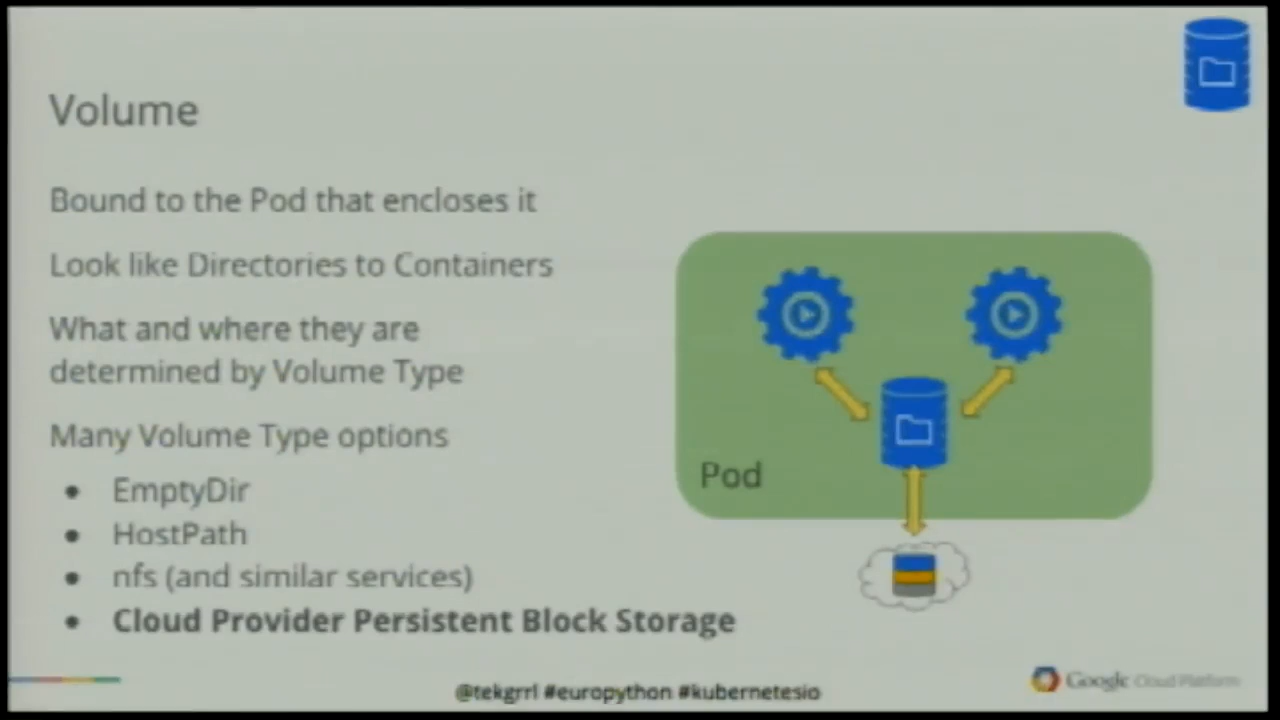 Volume
Bound to the Pod that encloses it
Look like Directories to Containers
What and where they are
determined by Volume Type
Many Volume Type options
• EmptyDir
• HostPath
• nfs (and similar services)
• Cloud Provider Persistent Block Storage
Pod
@tekgrrl #europython #kubernetesio
Google Cloud Platform